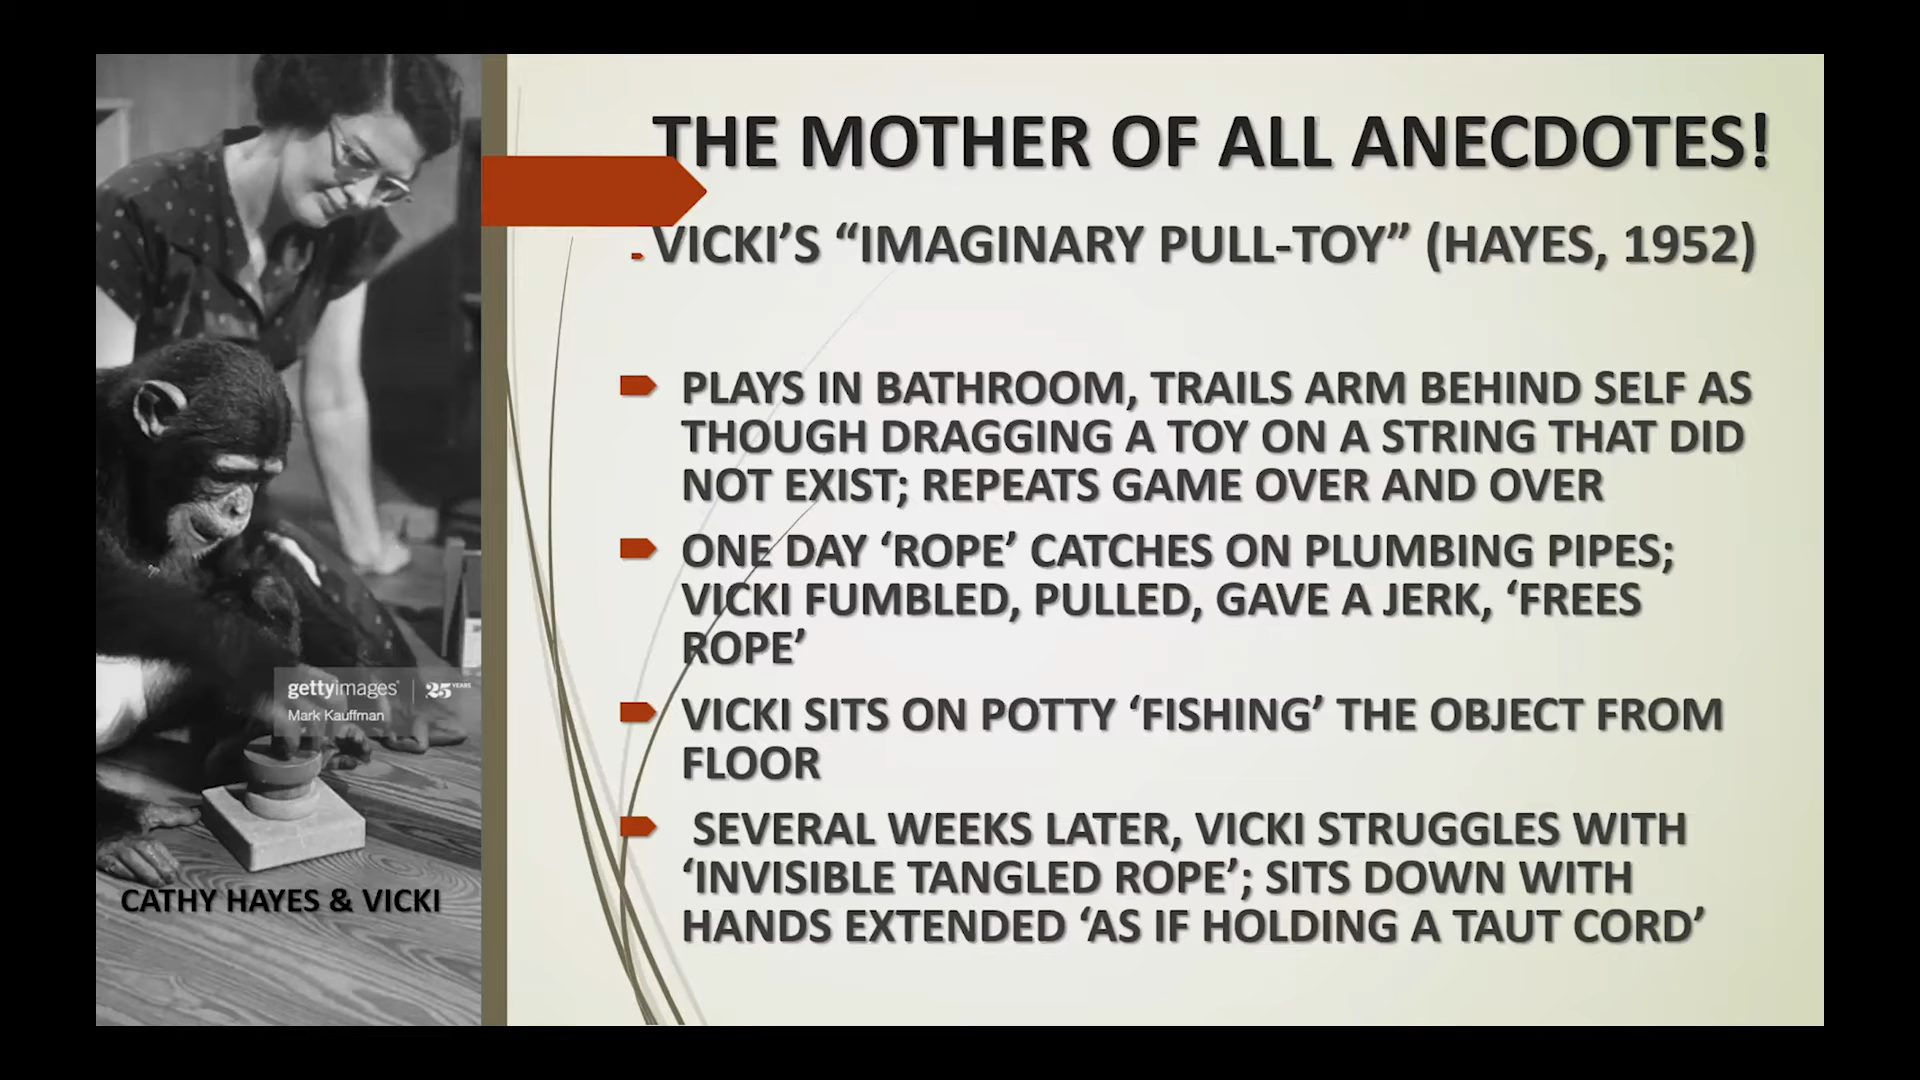 THE MOTHER OF ALL ANECDOTES!
VICKI’S “IMAGINARY PULL-TOY” (HAYES, 1952)
PLAYS IN BATHROOM, TRAILS ARM BEHIND SELF AS
THOUGH DRAGGING A TOY ON A STRING THAT DID
NOT EXIST; REPEATS GAME OVER AND OVER
ONE DAY ‘ROPE’ CATCHES ON PLUMBING PIPES;
VICKI FUMBLED, PULLED, GAVE A JERK, ‘FREES
ROPE’
VICKI SITS ON POTTY ‘FISHING’ THE OBJECT FROM
FLOOR
SEVERAL WEEKS LATER, VICKI STRUGGLES WITH
‘INVISIBLE TANGLED ROPE’; SITS DOWN WITH
HANDS EXTENDED ‘AS IF HOLDING A TAUT CORD’
gettyimages 25 YEARS
Mark Kauffman
CATHY HAYES & VICKI